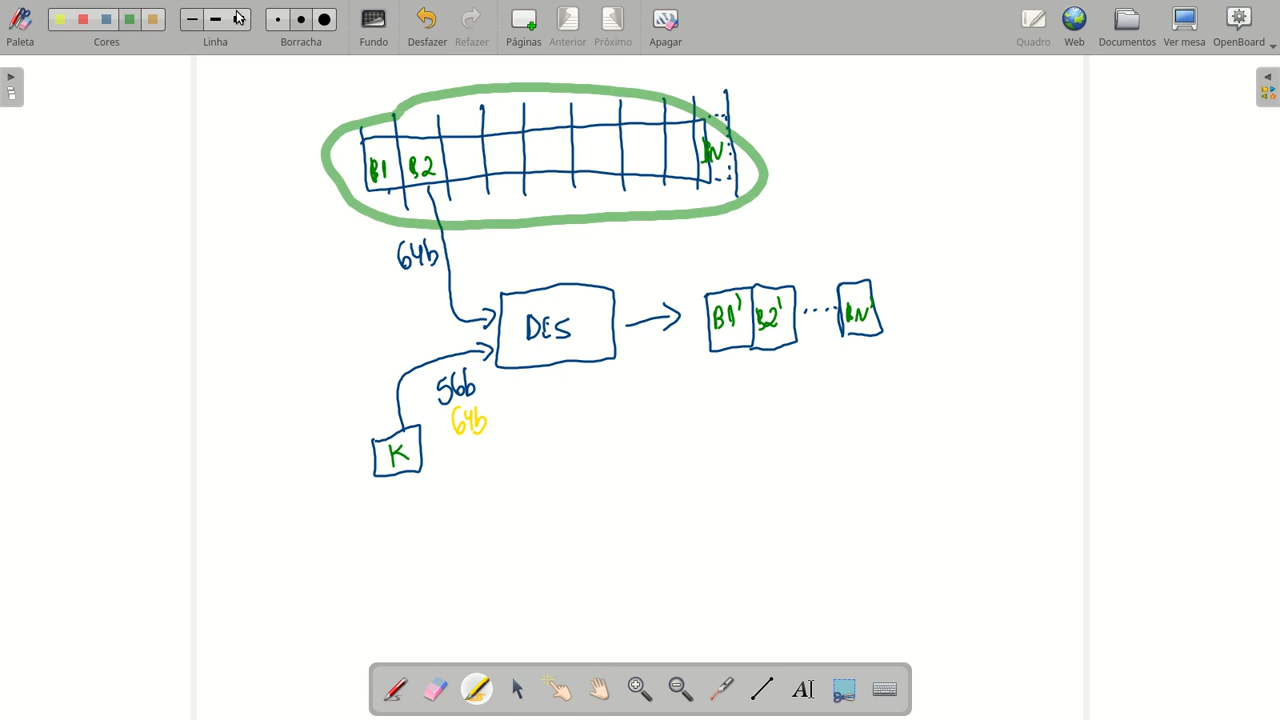 Paleta Cores Linha Borracha Fundo Desfazer Refazer Páginas Anterior Próximo Apagar Quadro Web Documentos Ver mesa OpenBoard
B1 B2 BN
64b
DES
B1' B2' BN'
56b
64b
K
AI